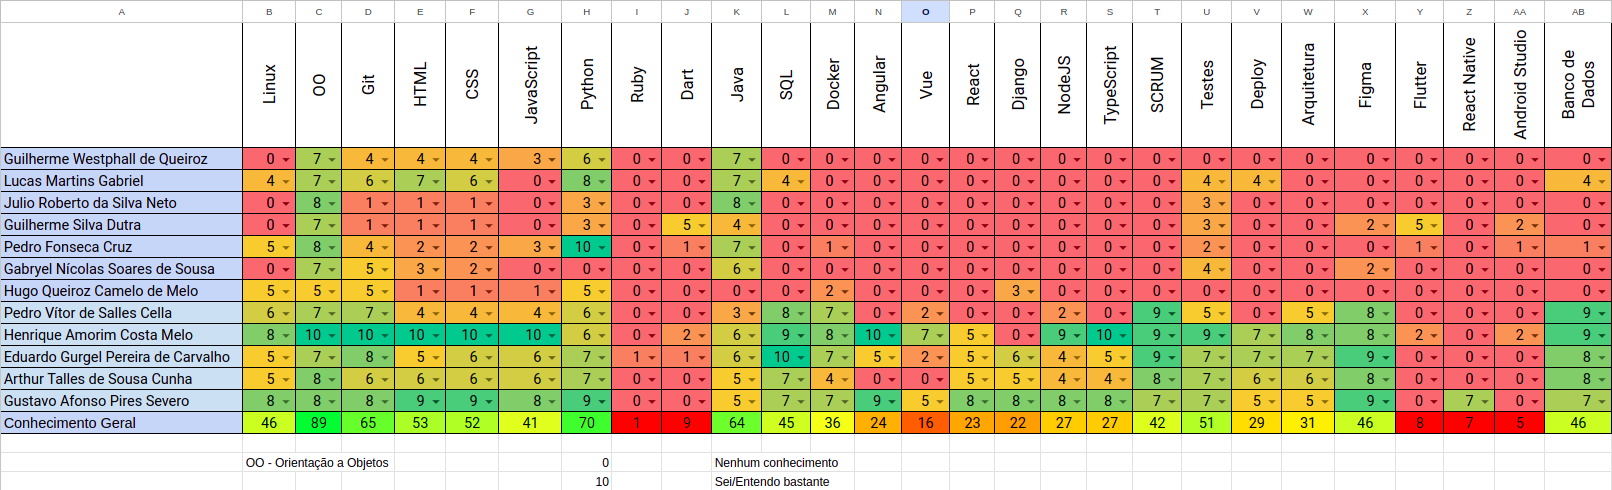 A B C D E F G H I J K L M N O P Q R S T U V W X Y Z AA AB
Linux OO Git HTML CSS JavaScript Python Ruby Dart Java SQL Docker Angular Vue React Django NodeJS TypeScript SCRUM Testes Deploy Arquitetura Figma Flutter React Native Android Studio Banco de Dados
Guilherme Westphall de Queiroz 0 7 4 4 4 3 6 0 0 7 0 0 0 0 0 0 0 0 0 0 0 0 0 0 0 0 0
Lucas Martins Gabriel 4 7 6 7 6 0 8 0 0 7 4 0 0 0 0 0 0 0 0 4 4 0 0 0 0 0 4
Julio Roberto da Silva Neto 0 8 1 1 1 0 3 0 0 8 0 0 0 0 0 0 0 0 0 3 0 0 0 0 0 0 0
Guilherme Silva Dutra 0 7 1 1 1 0 3 0 5 4 0 0 0 0 0 0 0 0 0 3 0 0 2 5 0 2 0
Pedro Fonseca Cruz 5 8 4 2 2 3 10 0 1 7 0 1 0 0 0 0 0 0 0 2 0 0 0 1 0 1 1
Gabryel Nícolas Soares de Sousa 0 7 5 3 2 0 0 0 0 6 0 0 0 0 0 0 0 0 0 4 0 0 2 0 0 0 0
Hugo Queiroz Camelo de Melo 5 5 5 1 1 1 5 0 0 0 0 2 0 0 0 3 0 0 0 0 0 0 0 0 0 0 0
Pedro Vítor de Salles Cella 6 7 7 4 4 4 6 0 0 3 8 7 0 2 0 0 2 0 9 5 0 5 8 0 0 0 9
Henrique Amorim Costa Melo 8 10 10 10 10 10 6 0 2 6 9 8 10 7 5 0 9 10 9 9 7 8 8 2 0 2 9
Eduardo Gurgel Pereira de Carvalho 5 7 8 5 6 6 7 1 1 6 10 7 5 2 5 6 4 5 9 7 7 7 9 0 0 0 8
Arthur Talles de Sousa Cunha 5 8 6 6 6 6 7 0 0 5 7 4 0 0 5 5 4 4 8 7 6 6 8 0 0 0 8
Gustavo Afonso Pires Severo 8 8 8 9 9 8 9 0 0 5 7 7 9 5 8 8 8 8 7 7 5 5 9 0 7 0 7
Conhecimento Geral 46 89 65 53 52 41 70 1 9 64 45 36 24 16 23 22 27 27 42 51 29 31 46 8 7 5 46
OO - Orientação a Objetos 0 Nenhum conhecimento
10 Sei/Entendo bastante